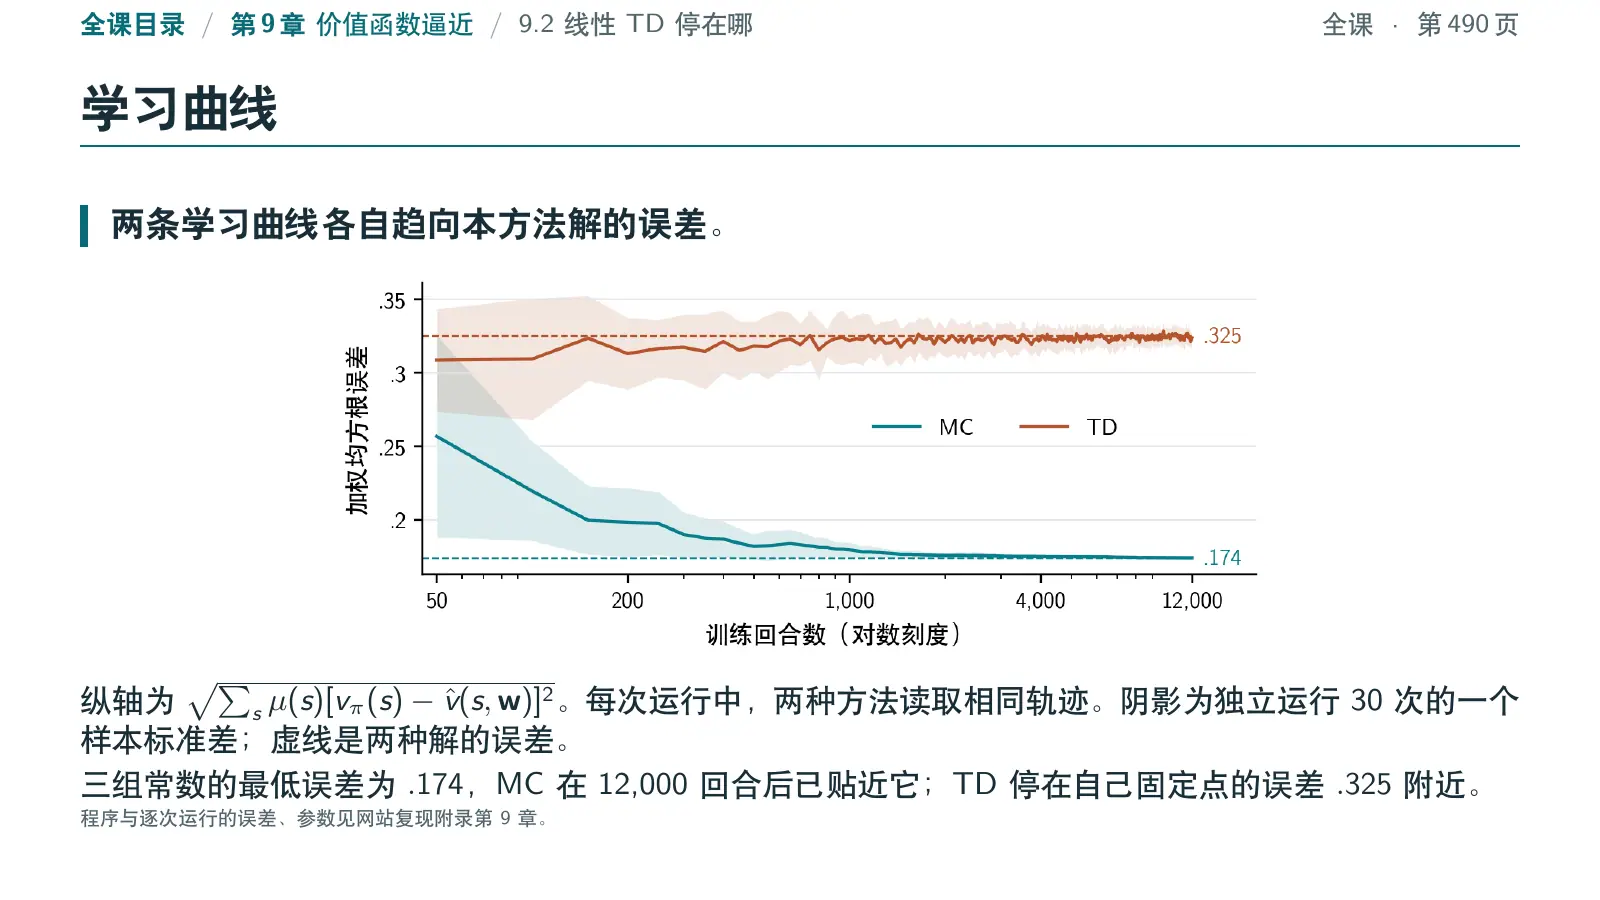 全课目录 / 第 9 章 价值函数逼近 / 9.2 线性 TD 停在哪
全课 · 第 490 页
学习曲线
两条学习曲线各自趋向本方法解的误差。
加权均方根误差
.35
.3
.25
.2
.325
.174
MC
TD
50
200
1,000
4,000
12,000
训练回合数（对数刻度）
纵轴为 √∑ₛ μ(s)[vπ(s) − v̂(s, w)]²。每次运行中，两种方法读取相同轨迹。阴影为独立运行 30 次的一个
样本标准差；虚线是两种解的误差。
三组常数的最低误差为 .174，MC 在 12,000 回合后已贴近它；TD 停在自己固定点的误差 .325 附近。
程序与逐次运行的误差、参数见网站复现附录第 9 章。